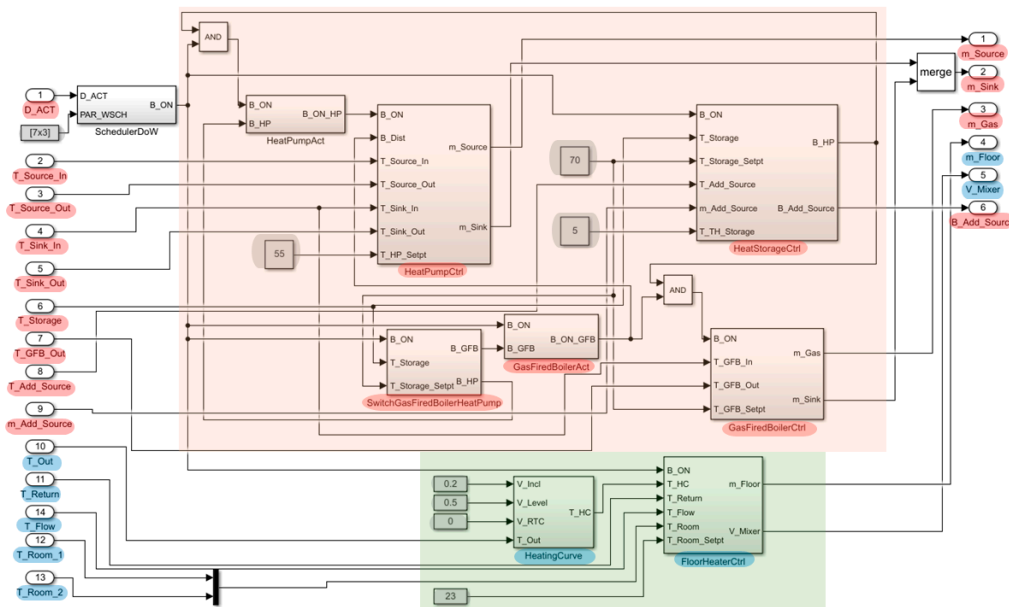 1
D_ACT
[7x3]
D_ACT
PAR_WSCH
B_ON
SchedulerDoW
2
T_Source_In
3
T_Source_Out
4
T_Sink_In
5
T_Sink_Out
6
T_Storage
7
T_GFB_Out
8
T_Add_Source
9
m_Add_Source
10
T_Out
11
T_Return
14
T_Flow
12
T_Room_1
13
T_Room_2
AND
B_ON
B_HP
B_ON_HP
HeatPumpAct
55
B_ON
B_Dist
T_Source_In
T_Source_Out
T_Sink_In
T_Sink_Out
T_HP_Setpt
m_Source
m_Sink
HeatPumpCtrl
70
5
B_ON
T_Storage
T_Storage_Setpt
T_Add_Source
m_Add_Source
T_TH_Storage
B_HP
B_Add_Source
HeatStorageCtrl
B_ON
T_Storage
T_Storage_Setpt
B_GFB
B_HP
SwitchGasFiredBoilerHeatPump
B_ON
B_GFB
B_ON_GFB
GasFiredBoilerAct
AND
B_ON
T_GFB_In
T_GFB_Out
T_GFB_Setpt
m_Gas
m_Sink
GasFiredBoilerCtrl
0.2
0.5
0
V_Incl
V_Level
V_RTC
T_Out
T_HC
HeatingCurve
23
B_ON
T_HC
T_Return
T_Flow
T_Room
T_Room_Setpt
m_Floor
V_Mixer
FloorHeaterCtrl
merge
1
m_Source
2
m_Sink
3
m_Gas
4
m_Floor
5
V_Mixer
6
B_Add_Source